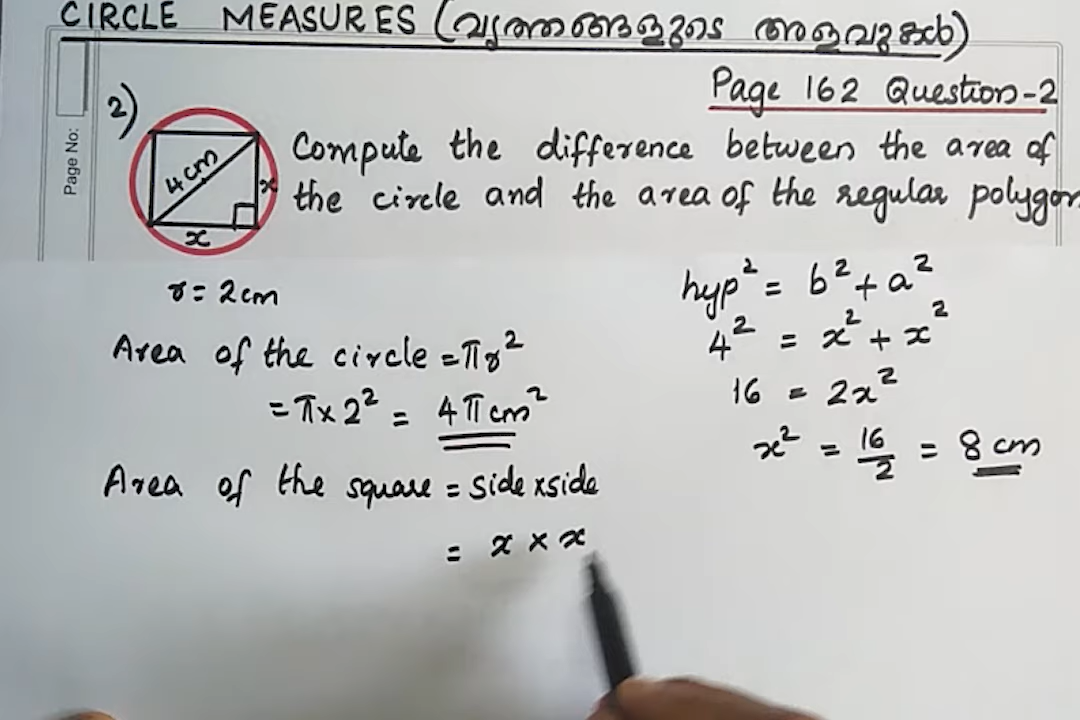 CIRCLE MEASURES (വൃത്തങ്ങളുടെ അളവുകൾ)
Page 162 Question-2
Page No:
2)
4cm
x
x
Compute the difference between the area of
the circle and the area of the regular polygon
r = 2cm
Area of the circle = πr²
= π × 2² = 4π cm²
Area of the square = side × side
= x × x
hyp² = b² + a²
4² = x² + x²
16 = 2x²
x² = 16/2 = 8 cm